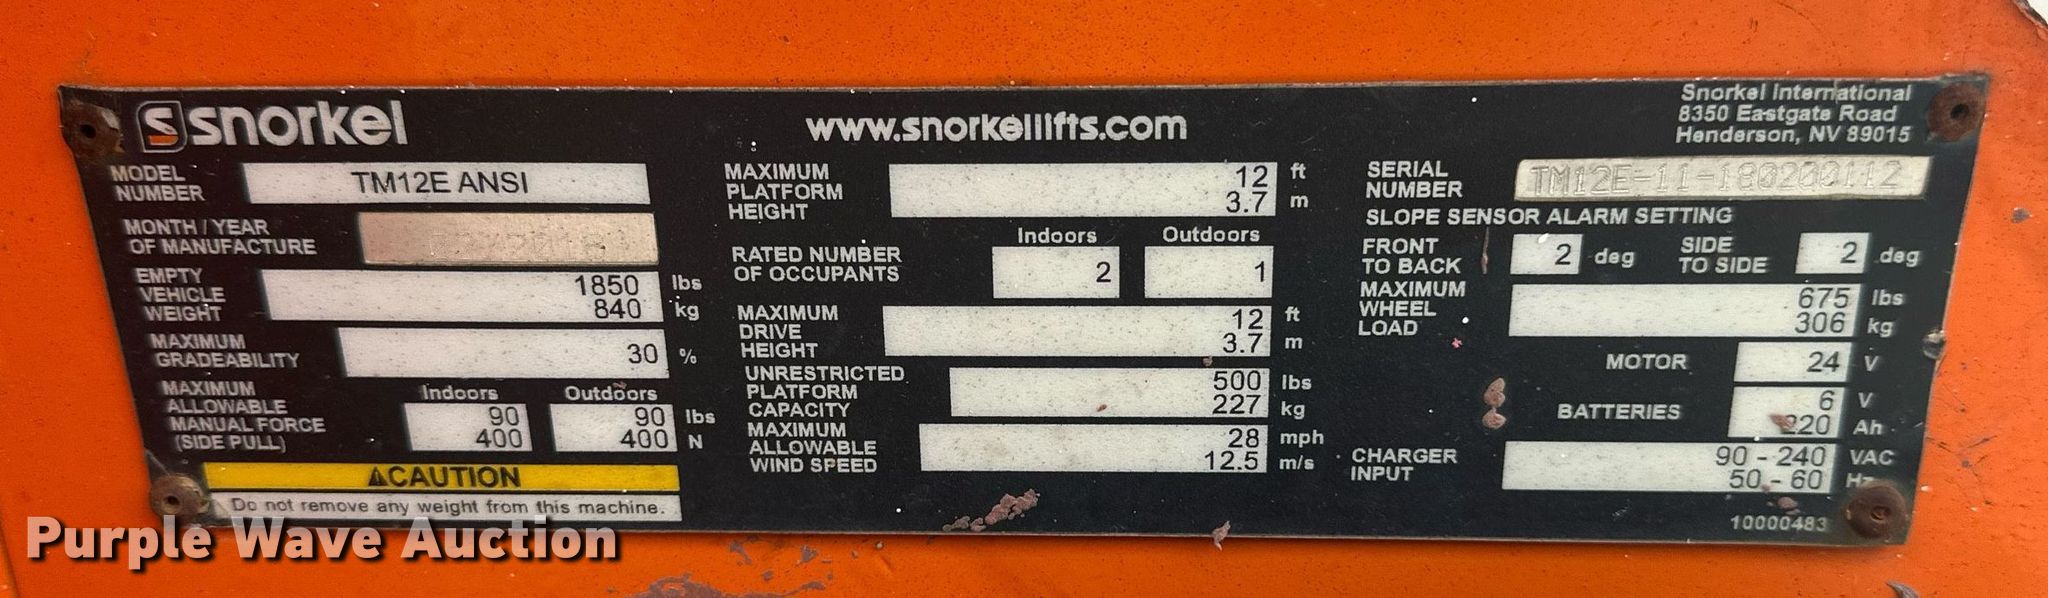 snorkel
www.snorkellifts.com
Snorkel International
8350 Eastgate Road
Henderson, NV 89015
MODEL NUMBER TM12E ANSI
MONTH / YEAR OF MANUFACTURE
EMPTY VEHICLE WEIGHT 1850 lbs
840 kg
MAXIMUM GRADEABILITY 30 %
Indoors Outdoors
MAXIMUM ALLOWABLE MANUAL FORCE (SIDE PULL) 90 90 lbs
400 400 N
CAUTION
Do not remove any weight from this machine.
MAXIMUM PLATFORM HEIGHT 12 ft
3.7 m
Indoors Outdoors
RATED NUMBER OF OCCUPANTS 2 1
MAXIMUM DRIVE HEIGHT 12 ft
3.7 m
UNRESTRICTED PLATFORM CAPACITY 500 lbs
227 kg
MAXIMUM ALLOWABLE WIND SPEED 28 mph
12.5 m/s
SERIAL NUMBER TM12E-11-180200112
SLOPE SENSOR ALARM SETTING
FRONT TO BACK 2 deg SIDE TO SIDE 2 deg
MAXIMUM WHEEL LOAD 675 lbs
306 kg
MOTOR 24 V
BATTERIES 6 V
220 Ah
CHARGER INPUT 90 - 240 VAC
50 - 60 Hz
10000483
Purple Wave Auction